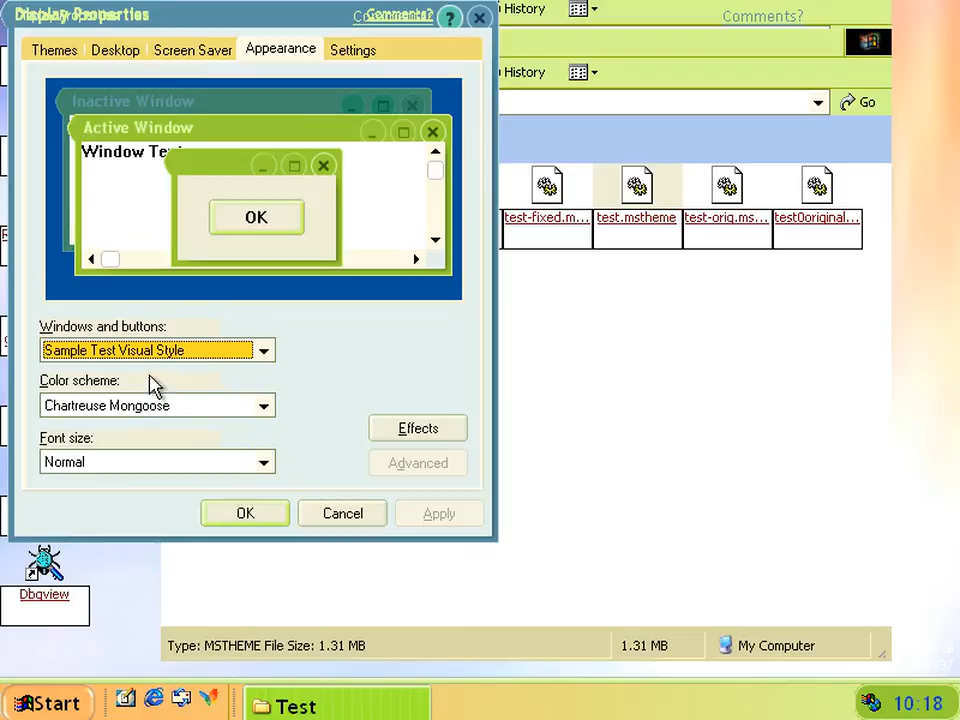 Display Properties
Comments?
History
Comments?
Themes
Desktop
Screen Saver
Appearance
Settings
History
Inactive Window
Active Window
Window Te
OK
Go
test-fixed.m...
test.mstheme
test-orig.ms...
test0original...
Windows and buttons:
Sample Test Visual Style
Color scheme:
Chartreuse Mongoose
Font size:
Normal
Effects
Advanced
OK
Cancel
Apply
Dbgview
Type: MSTHEME File Size: 1.31 MB
1.31 MB
My Computer
Start
Test
10:18